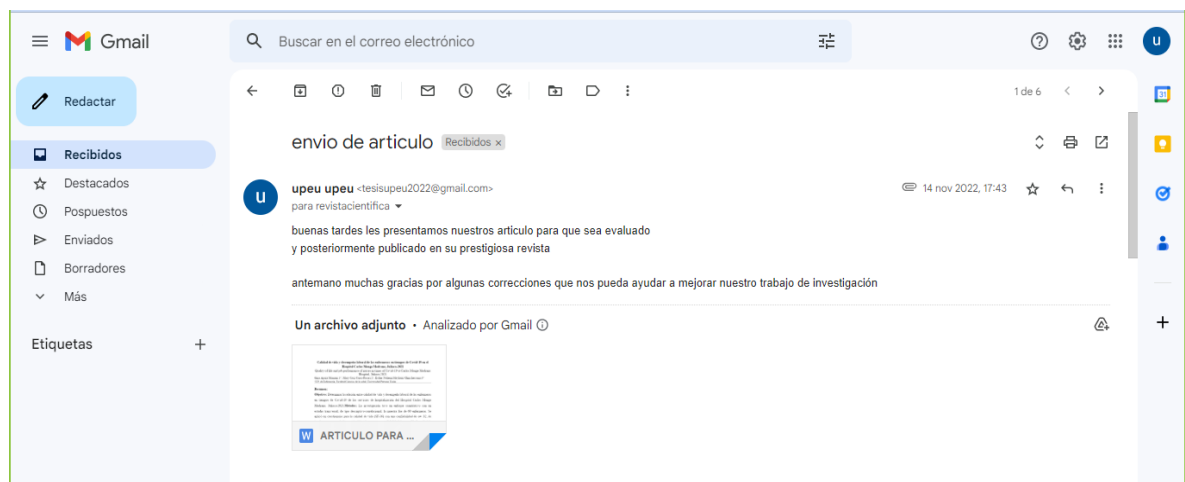 Gmail
Buscar en el correo electrónico
u
Redactar
1 de 6
31
envio de articulo Recibidos x
Recibidos
Destacados
u
upeu upeu <tesisupeu2022@gmail.com>
14 nov 2022, 17:43
para revistacientifica
Pospuestos
buenas tardes les presentamos nuestros articulo para que sea evaluado
Enviados
y posteriormente publicado en su prestigiosa revista
Borradores
antemano muchas gracias por algunas correcciones que nos pueda ayudar a mejorar nuestro trabajo de investigación
Más
Un archivo adjunto • Analizado por Gmail
Etiquetas
W ARTICULO PARA ...